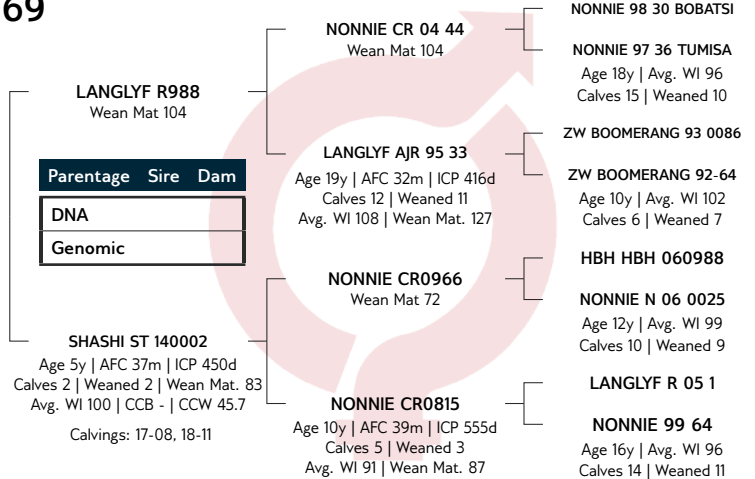 69
LANGLYF R988
Wean Mat 104
Parentage Sire Dam
DNA
Genomic
SHASHI ST 140002
Age 5y | AFC 37m | ICP 450d
Calves 2 | Weaned 2 | Wean Mat. 83
Avg. WI 100 | CCB - | CCW 45.7
Calvings: 17-08, 18-11
NONNIE CR 04 44
Wean Mat 104
LANGLYF AJR 95 33
Age 19y | AFC 32m | ICP 416d
Calves 12 | Weaned 11
Avg. WI 108 | Wean Mat. 127
NONNIE CR0966
Wean Mat 72
NONNIE CR0815
Age 10y | AFC 39m | ICP 555d
Calves 5 | Weaned 3
Avg. WI 91 | Wean Mat. 87
NONNIE 98 30 BOBATSI
NONNIE 97 36 TUMISA
Age 18y | Avg. WI 96
Calves 15 | Weaned 10
ZW BOOMERANG 93 0086
ZW BOOMERANG 92-64
Age 10y | Avg. WI 102
Calves 6 | Weaned 7
HBH HBH 060988
NONNIE N 06 0025
Age 12y | Avg. WI 99
Calves 10 | Weaned 9
LANGLYF R 05 1
NONNIE 99 64
Age 16y | Avg. WI 96
Calves 14 | Weaned 11